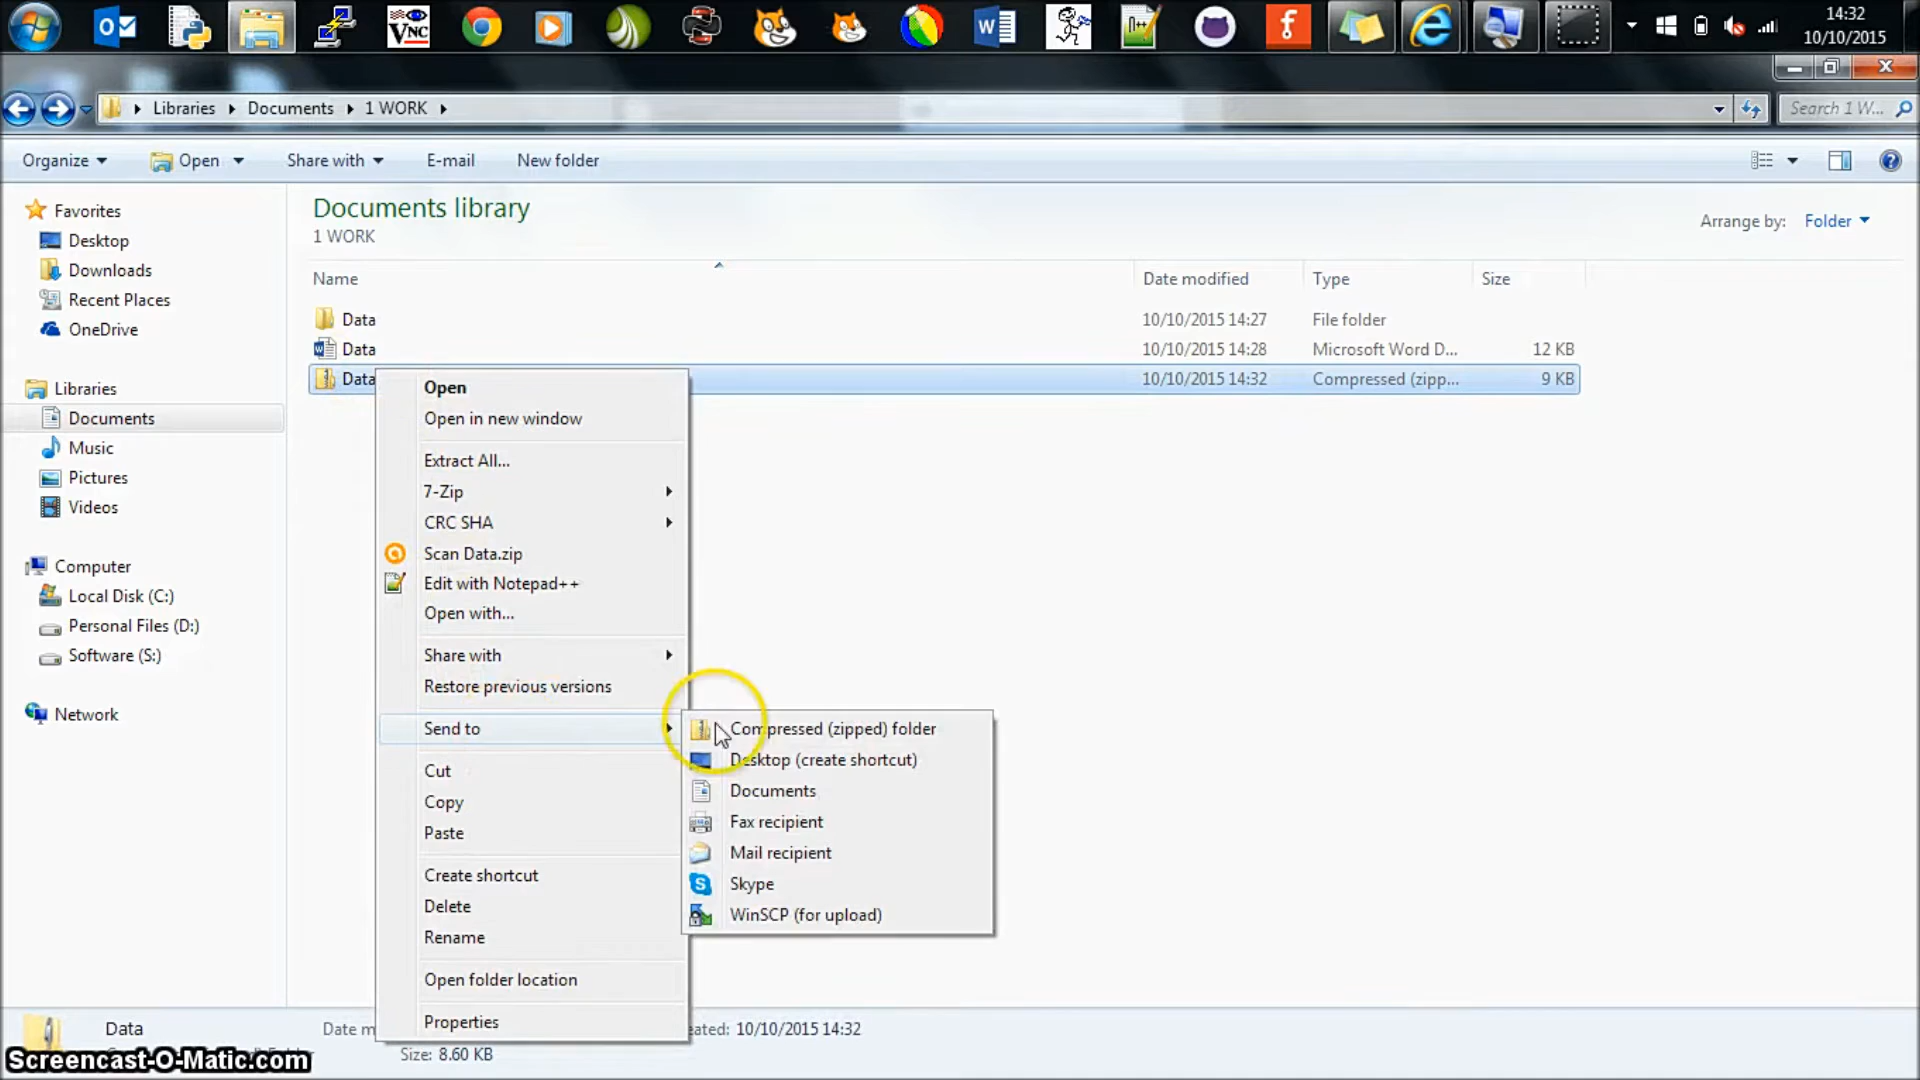 14:32
10/10/2015
VNC
Libraries Documents 1 WORK
Search 1 W...
Organize Open Share with E-mail New folder
Favorites
Desktop
Downloads
Recent Places
OneDrive
Libraries
Documents
Music
Pictures
Videos
Computer
Local Disk (C:)
Personal Files (D:)
Software (S:)
Network
Documents library
1 WORK
Arrange by: Folder
Name Date modified Type Size
Data 10/10/2015 14:27 File folder
Data 10/10/2015 14:28 Microsoft Word D... 12 KB
Data 10/10/2015 14:32 Compressed (zipp... 9 KB
Open
Open in new window
Extract All...
7-Zip
CRC SHA
Scan Data.zip
Edit with Notepad++
Open with...
Share with
Restore previous versions
Send to
Cut
Copy
Paste
Create shortcut
Delete
Rename
Open folder location
Properties
Compressed (zipped) folder
Desktop (create shortcut)
Documents
Fax recipient
Mail recipient
Skype
WinSCP (for upload)
Data Date m eated: 10/10/2015 14:32
Size: 8.60 KB
Screencast-O-Matic.com